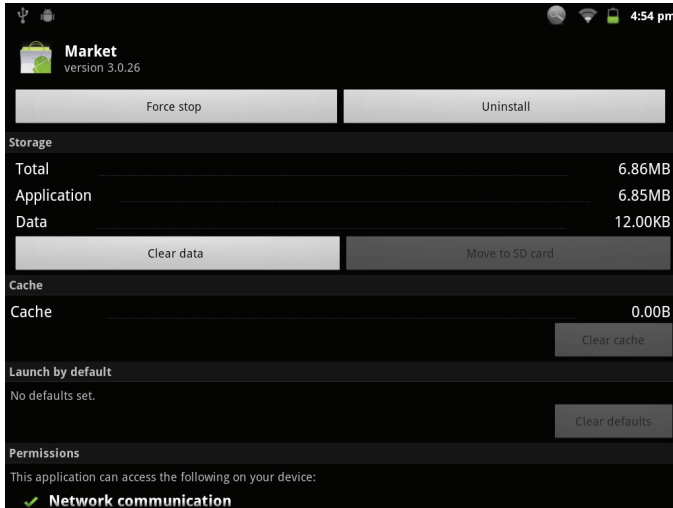 4:54 pm
Market
version 3.0.26
Force stop Uninstall
Storage
Total 6.86MB
Application 6.85MB
Data 12.00KB
Clear data Move to SD card
Cache
Cache 0.00B
Clear cache
Launch by default
No defaults set.
Clear defaults
Permissions
This application can access the following on your device:
Network communication